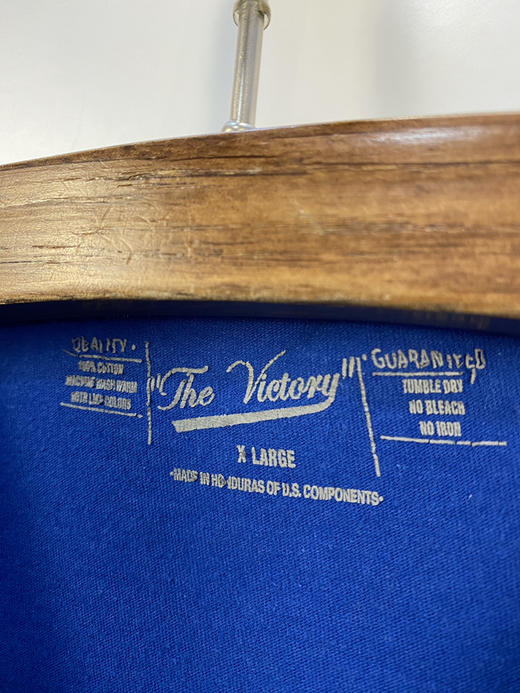 QUALITY.
100% COTTON
MACHINE WASH WARM
WITH LIKE COLORS
"The Victory"
X LARGE
•MADE IN HONDURAS OF U.S. COMPONENTS•
GUARANTEED
TUMBLE DRY
NO BLEACH
NO IRON